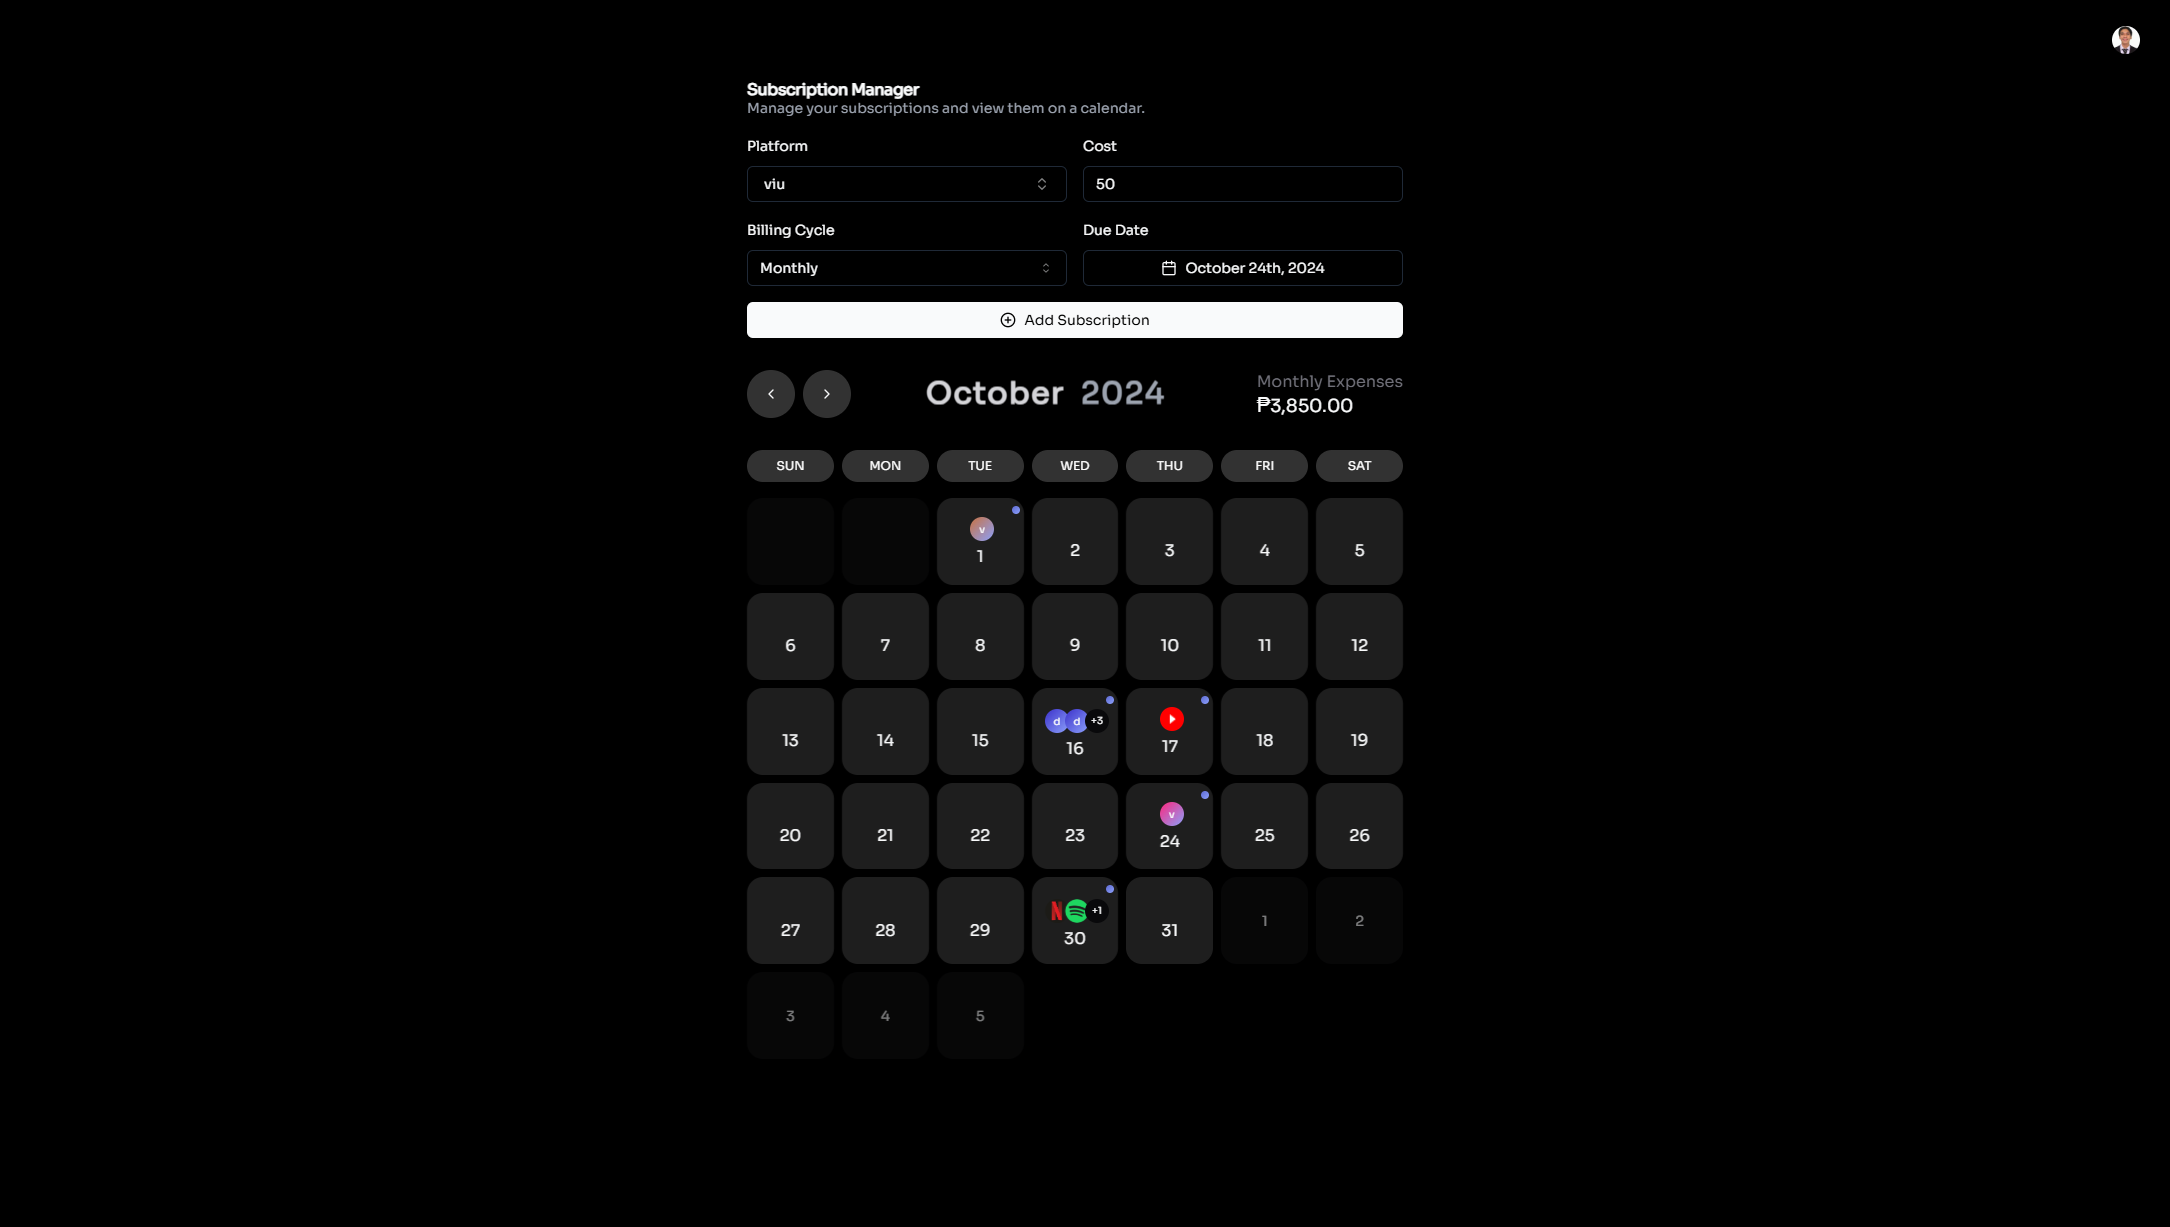 Subscription Manager
Manage your subscriptions and view them on a calendar.
Platform Cost
viu 50
Billing Cycle Due Date
Monthly October 24th, 2024
Add Subscription
October 2024
Monthly Expenses
₱3,850.00
SUN MON TUE WED THU FRI SAT
v
1 2 3 4 5
6 7 8 9 10 11 12
d d +3
13 14 15 16 17 18 19
v
20 21 22 23 24 25 26
N +1
27 28 29 30 31 1 2
3 4 5